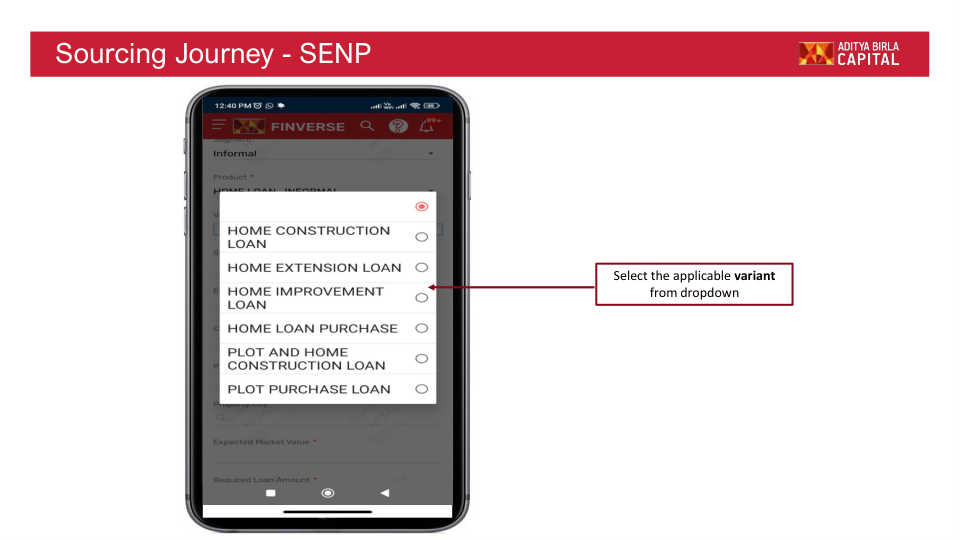 Sourcing Journey - SENP
ADITYA BIRLA
CAPITAL
12:40 PM
FINVERSE
99+
Segment
Informal
Product *
HOME LOAN - INFORMAL
HOME CONSTRUCTION
LOAN
HOME EXTENSION LOAN
HOME IMPROVEMENT
LOAN
HOME LOAN PURCHASE
PLOT AND HOME
CONSTRUCTION LOAN
PLOT PURCHASE LOAN
Property City
Expected Market Value *
Required Loan Amount *
Select the applicable variant
from dropdown